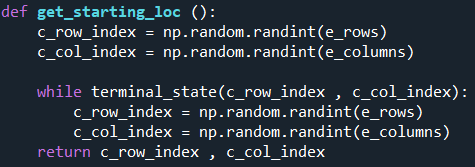 def get_starting_loc ():
    c_row_index = np.random.randint(e_rows)
    c_col_index = np.random.randint(e_columns)

    while terminal_state(c_row_index , c_col_index):
        c_row_index = np.random.randint(e_rows)
        c_col_index = np.random.randint(e_columns)
    return c_row_index , c_col_index